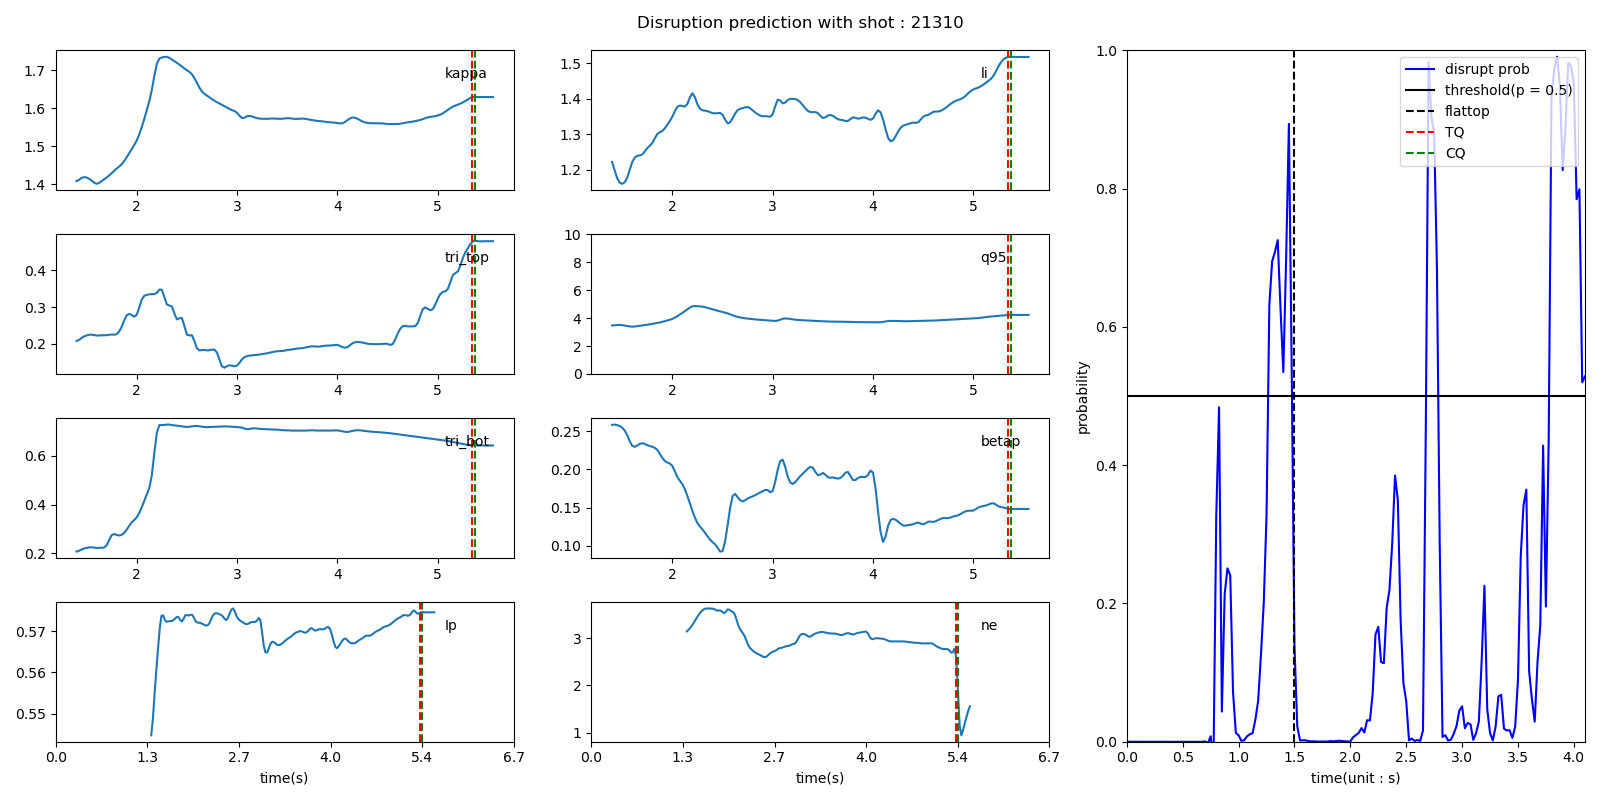 Disruption prediction with shot : 21310
kappa
1.7
1.6
1.5
1.4
2 3 4 5
li
1.5
1.4
1.3
1.2
2 3 4 5
tri_top
0.4
0.3
0.2
2 3 4 5
q95
10
8
6
4
2
0
2 3 4 5
tri_bot
0.6
0.4
0.2
2 3 4 5
betap
0.25
0.20
0.15
0.10
2 3 4 5
Ip
0.57
0.56
0.55
0.0 1.3 2.7 4.0 5.4 6.7
time(s)
ne
3
2
1
0.0 1.3 2.7 4.0 5.4 6.7
time(s)
disrupt prob
threshold(p = 0.5)
flattop
TQ
CQ
probability
1.0
0.8
0.6
0.4
0.2
0.0
0.0 0.5 1.0 1.5 2.0 2.5 3.0 3.5 4.0
time(unit : s)